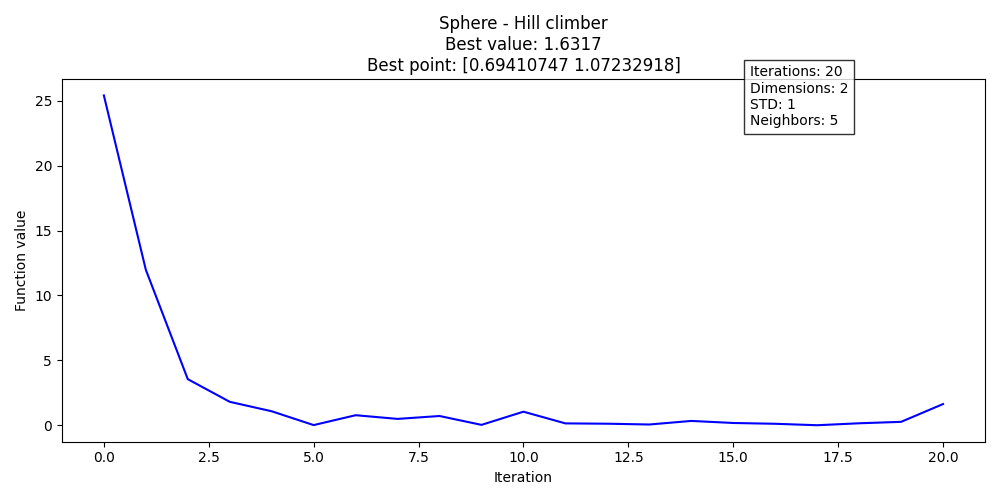 Sphere - Hill climber
Best value: 1.6317
Best point: [0.69410747 1.07232918]
Iterations: 20
Dimensions: 2
STD: 1
Neighbors: 5
25
20
15
10
5
0
Function value
0.0 2.5 5.0 7.5 10.0 12.5 15.0 17.5 20.0
Iteration